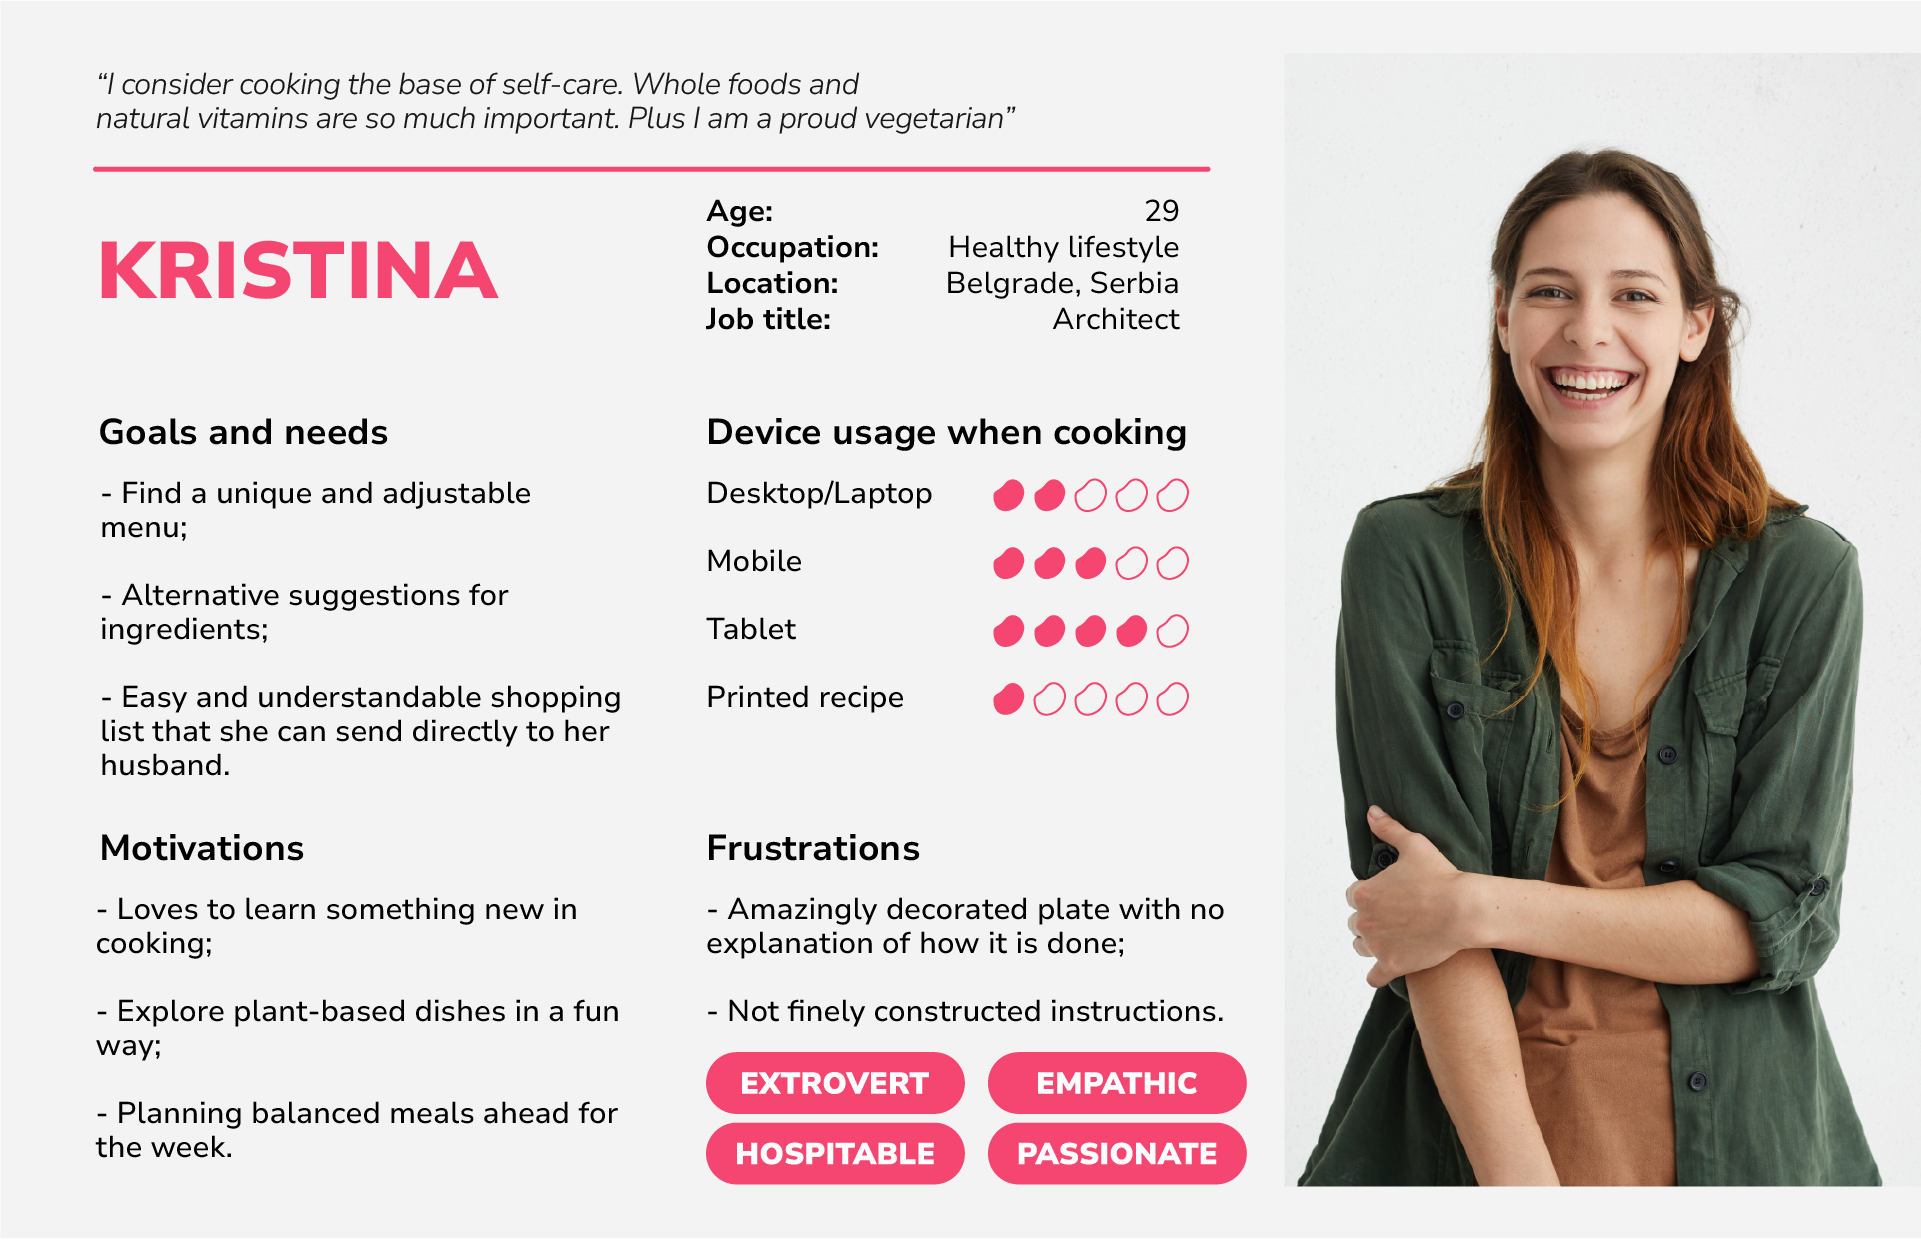 “I consider cooking the base of self-care. Whole foods and
natural vitamins are so much important. Plus I am a proud vegetarian”
KRISTINA
Age: 29
Occupation: Healthy lifestyle
Location: Belgrade, Serbia
Job title: Architect
Goals and needs
- Find a unique and adjustable
menu;
- Alternative suggestions for
ingredients;
- Easy and understandable shopping
list that she can send directly to her
husband.
Device usage when cooking
Desktop/Laptop
Mobile
Tablet
Printed recipe
Motivations
- Loves to learn something new in
cooking;
- Explore plant-based dishes in a fun
way;
- Planning balanced meals ahead for
the week.
Frustrations
- Amazingly decorated plate with no
explanation of how it is done;
- Not finely constructed instructions.
EXTROVERT EMPATHIC
HOSPITABLE PASSIONATE